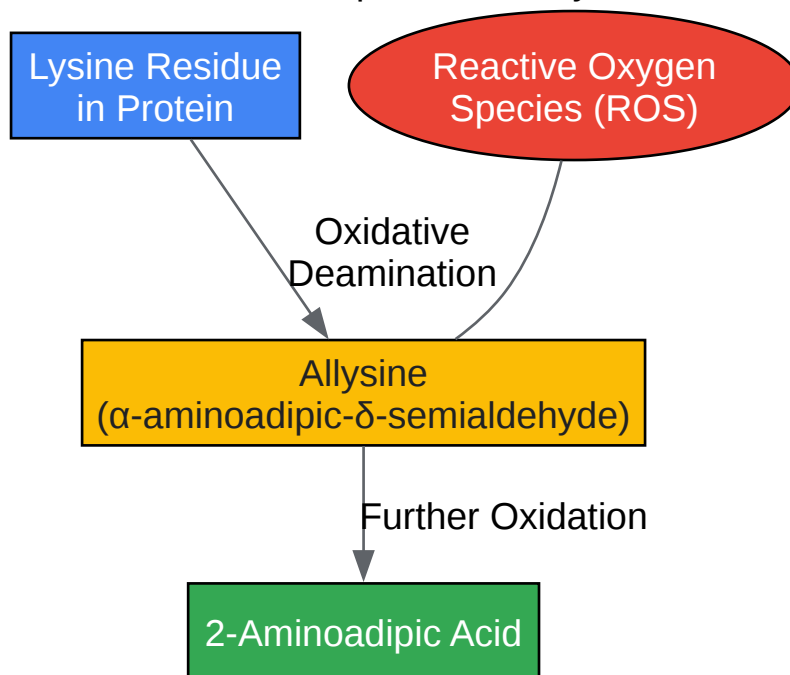 Lysine Residue
in Protein
Reactive Oxygen
Species (ROS)
Oxidative
Deamination
Allysine
(α-aminoadipic-δ-semialdehyde)
Further Oxidation
2-Aminoadipic Acid